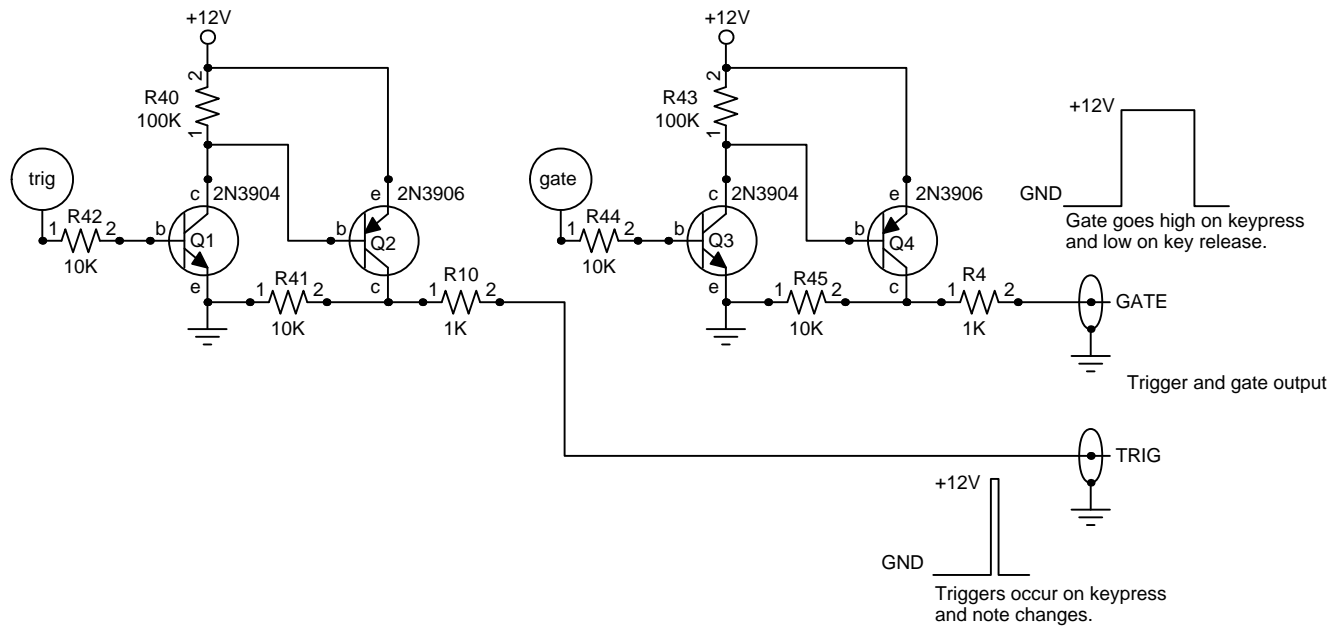 +12V
+12V
2
2
R40
100K
R43
100K
+12V
1
1
trig
c
2N3904
e
2N3906
gate
c
2N3904
e
2N3906
GND
Gate goes high on keypress
and low on key release.
1
R42
2
b
Q1
b
Q2
1
R44
2
b
Q3
b
Q4
10K
10K
e
1
R41
2
c
1
R10
2
e
1
R45
2
c
1
R4
2
GATE
10K
1K
10K
1K
Trigger and gate output
TRIG
+12V
GND
Triggers occur on keypress
and note changes.